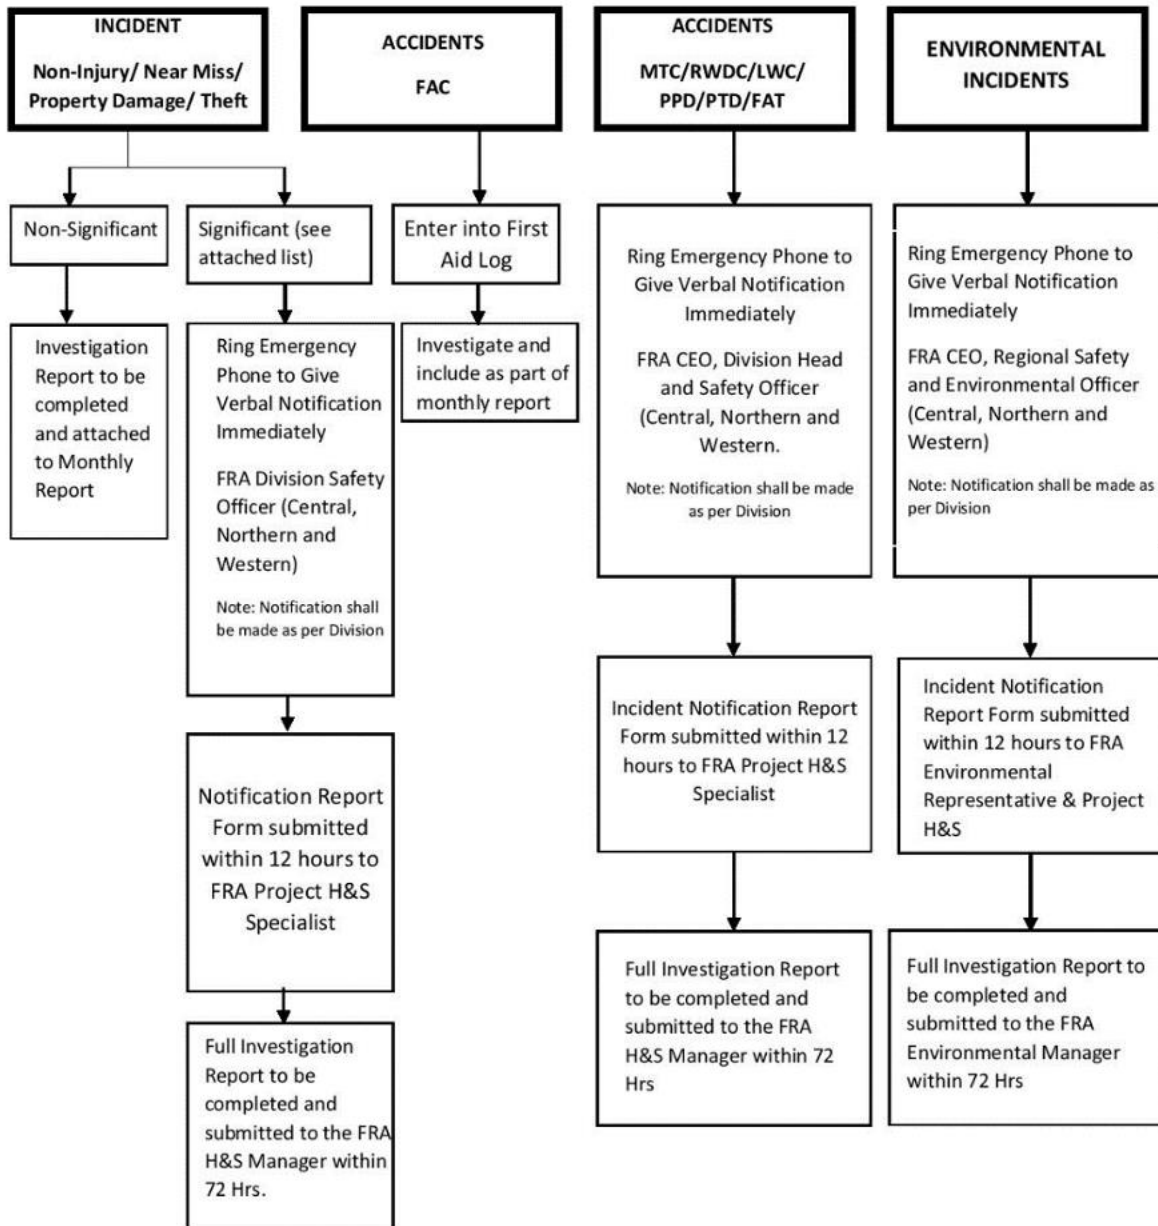 INCIDENT
Non-Injury/ Near Miss/
Property Damage/ Theft
ACCIDENTS
FAC
ACCIDENTS
MTC/RWDC/LWC/
PPD/PTD/FAT
ENVIRONMENTAL
INCIDENTS
Non-Significant
Investigation
Report to be
completed
and attached
to Monthly
Report
Significant (see
attached list)
Ring Emergency
Phone to Give
Verbal Notification
Immediately
FRA Division Safety
Officer (Central,
Northern and
Western)
Note: Notification shall
be made as per Division
Notification Report
Form submitted
within 12 hours to
FRA Project H&S
Specialist
Full Investigation
Report to be
completed and
submitted to the FRA
H&S Manager within
72 Hrs.
Enter into First
Aid Log
Investigate and
include as part of
monthly report
Ring Emergency Phone to
Give Verbal Notification
Immediately
FRA CEO, Division Head
and Safety Officer
(Central, Northern and
Western.
Note: Notification shall be made
as per Division
Incident Notification Report
Form submitted within 12
hours to FRA Project H&S
Specialist
Full Investigation Report
to be completed and
submitted to the FRA
H&S Manager within 72
Hrs
Ring Emergency Phone to
Give Verbal Notification
Immediately
FRA CEO, Regional Safety
and Environmental Officer
(Central, Northern and
Western)
Note: Notification shall be made as
per Division
Incident Notification
Report Form submitted
within 12 hours to FRA
Environmental
Representative & Project
H&S
Full Investigation Report to
be completed and
submitted to the FRA
Environmental Manager
within 72 Hrs